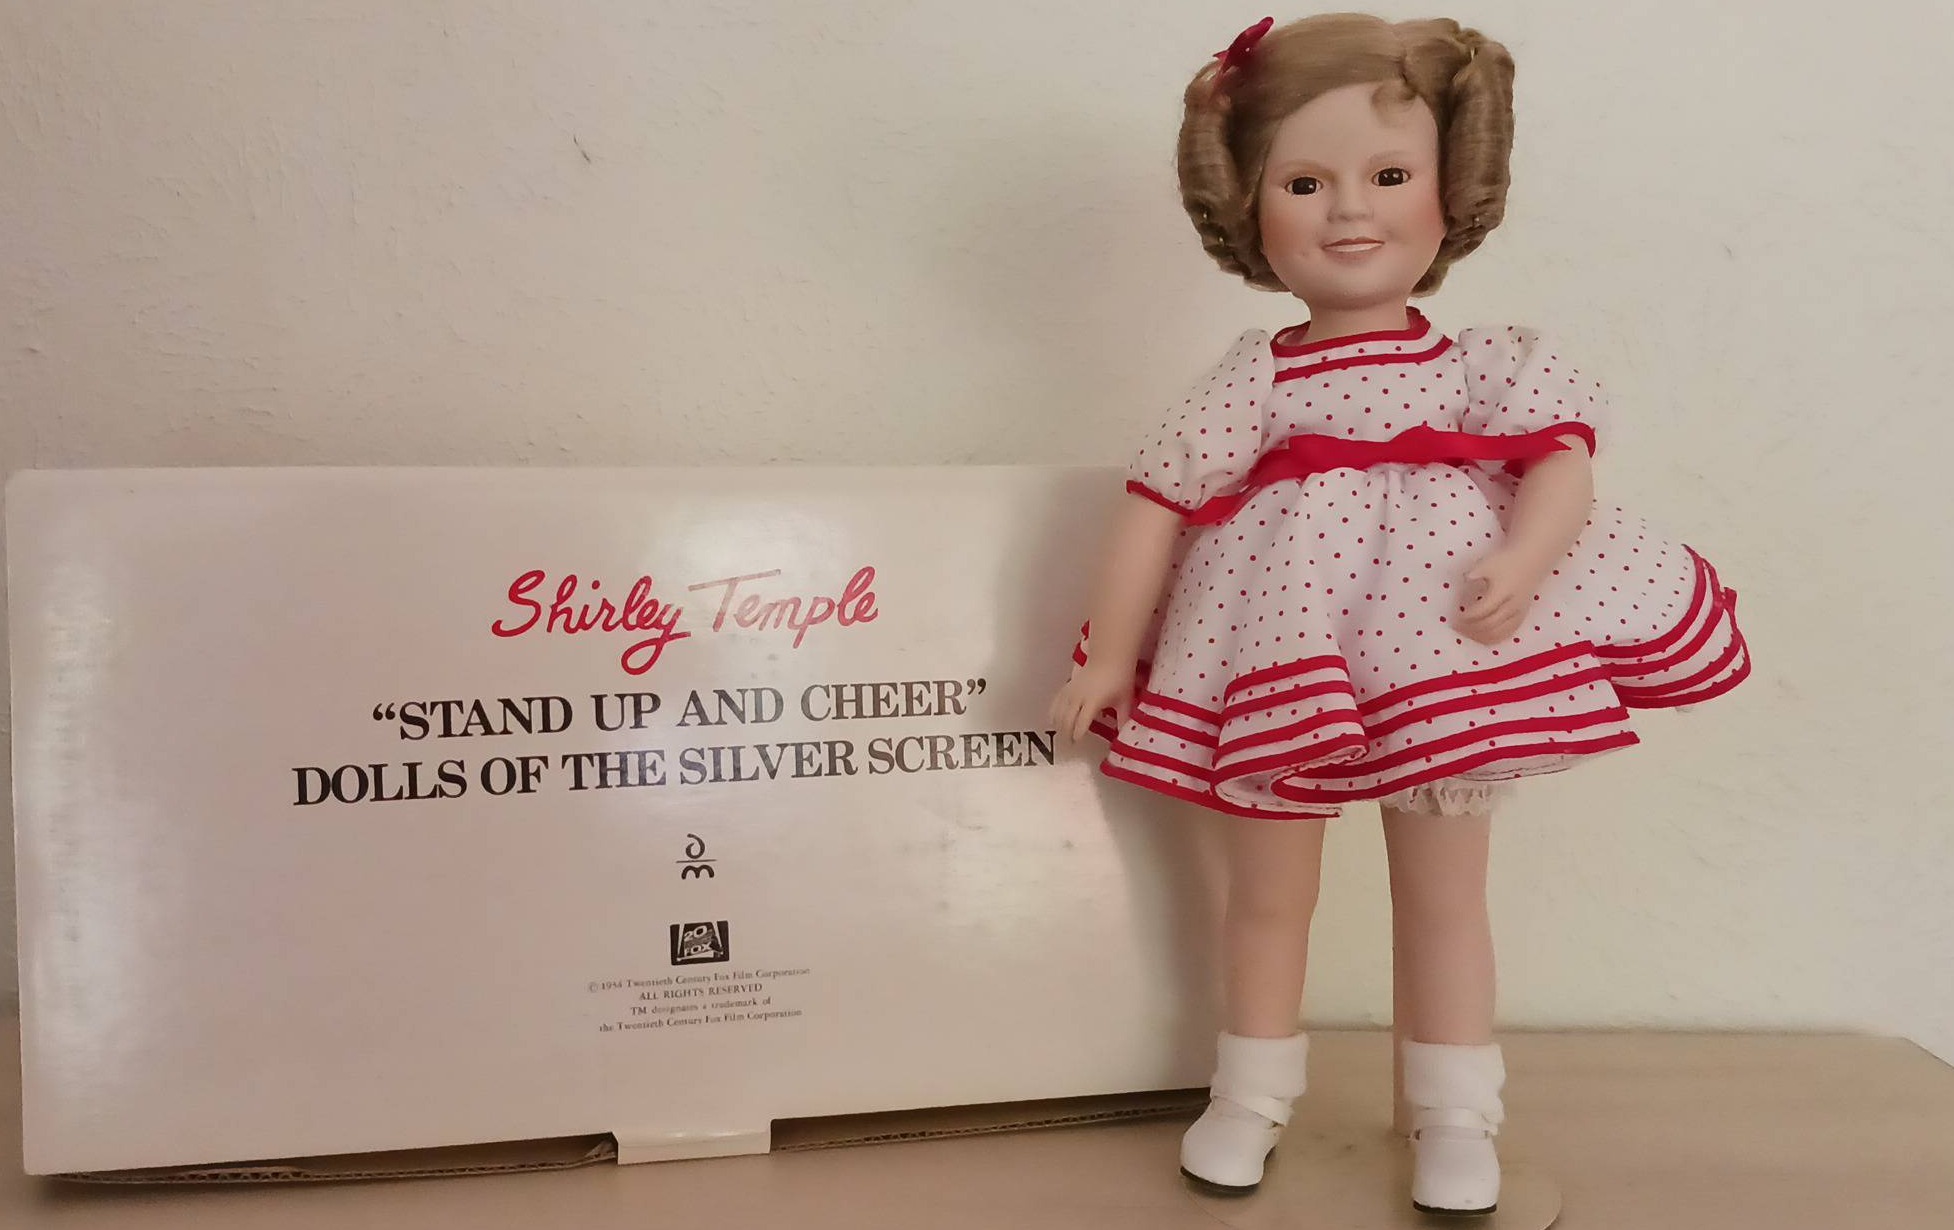 Shirley Temple
“STAND UP AND CHEER”
DOLLS OF THE SILVER SCREEN
20
FOX
© 1934 Twentieth Century Fox Film Corporation
ALL RIGHTS RESERVED
TM designates a trademark of
the Twentieth Century Fox Film Corporation